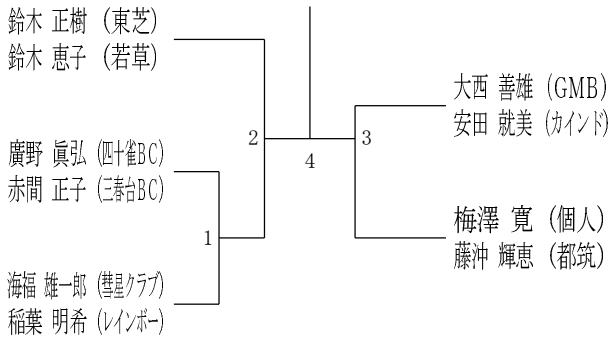 鈴木 正樹 (東芝)
鈴木 恵子 (若草)
廣野 眞弘 (四十雀BC)
赤間 正子 (三春台BC)
海福 雄一郎 (彗星クラブ)
稲葉 明希 (レインボー)
1
2
4
3
大西 善雄 (GMB)
安田 就美 (カインド)
梅澤 寛 (個人)
藤沖 輝恵 (都筑)